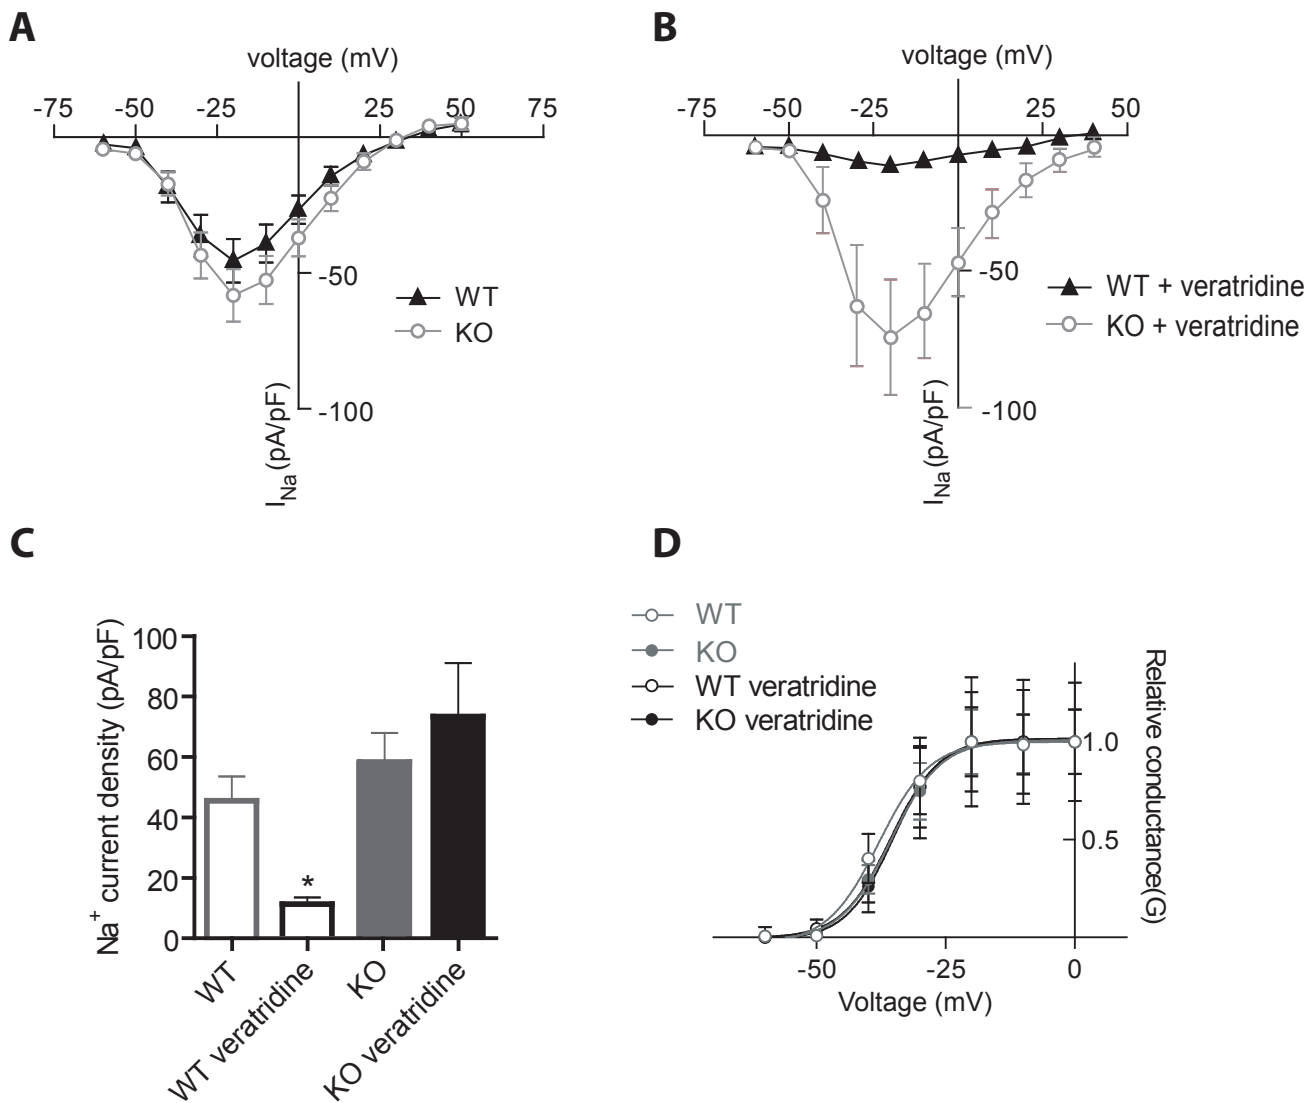 A
voltage (mV)
-75 -50 -25 25 50 75
-50
-100
I_Na (pA/pF)
WT
KO
B
voltage (mV)
-75 -50 -25 25 50
-50
-100
I_Na (pA/pF)
WT + veratridine
KO + veratridine
C
Na⁺ current density (pA/pF)
100
80
60
40
20
0
*
WT
WT veratridine
KO
KO veratridine
D
WT
KO
WT veratridine
KO veratridine
Relative conductance(G)
1.0
0.5
-50 -25 0
Voltage (mV)